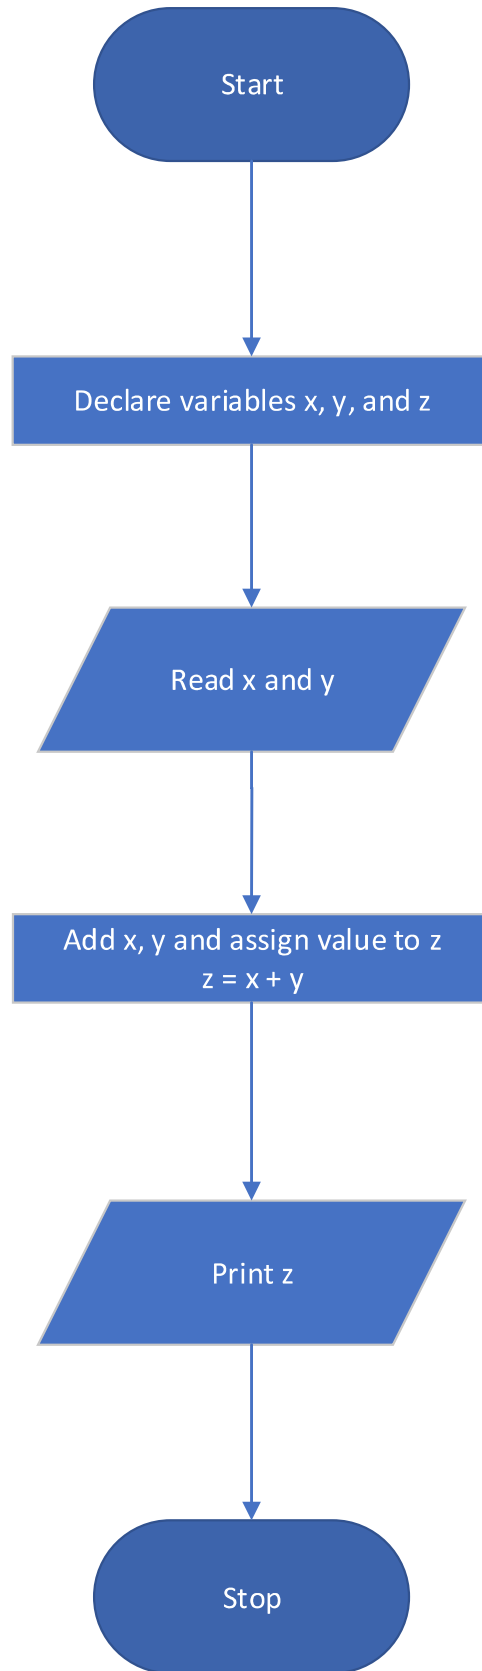 Start
Declare variables x, y, and z
Read x and y
Add x, y and assign value to z
z = x + y
Print z
Stop